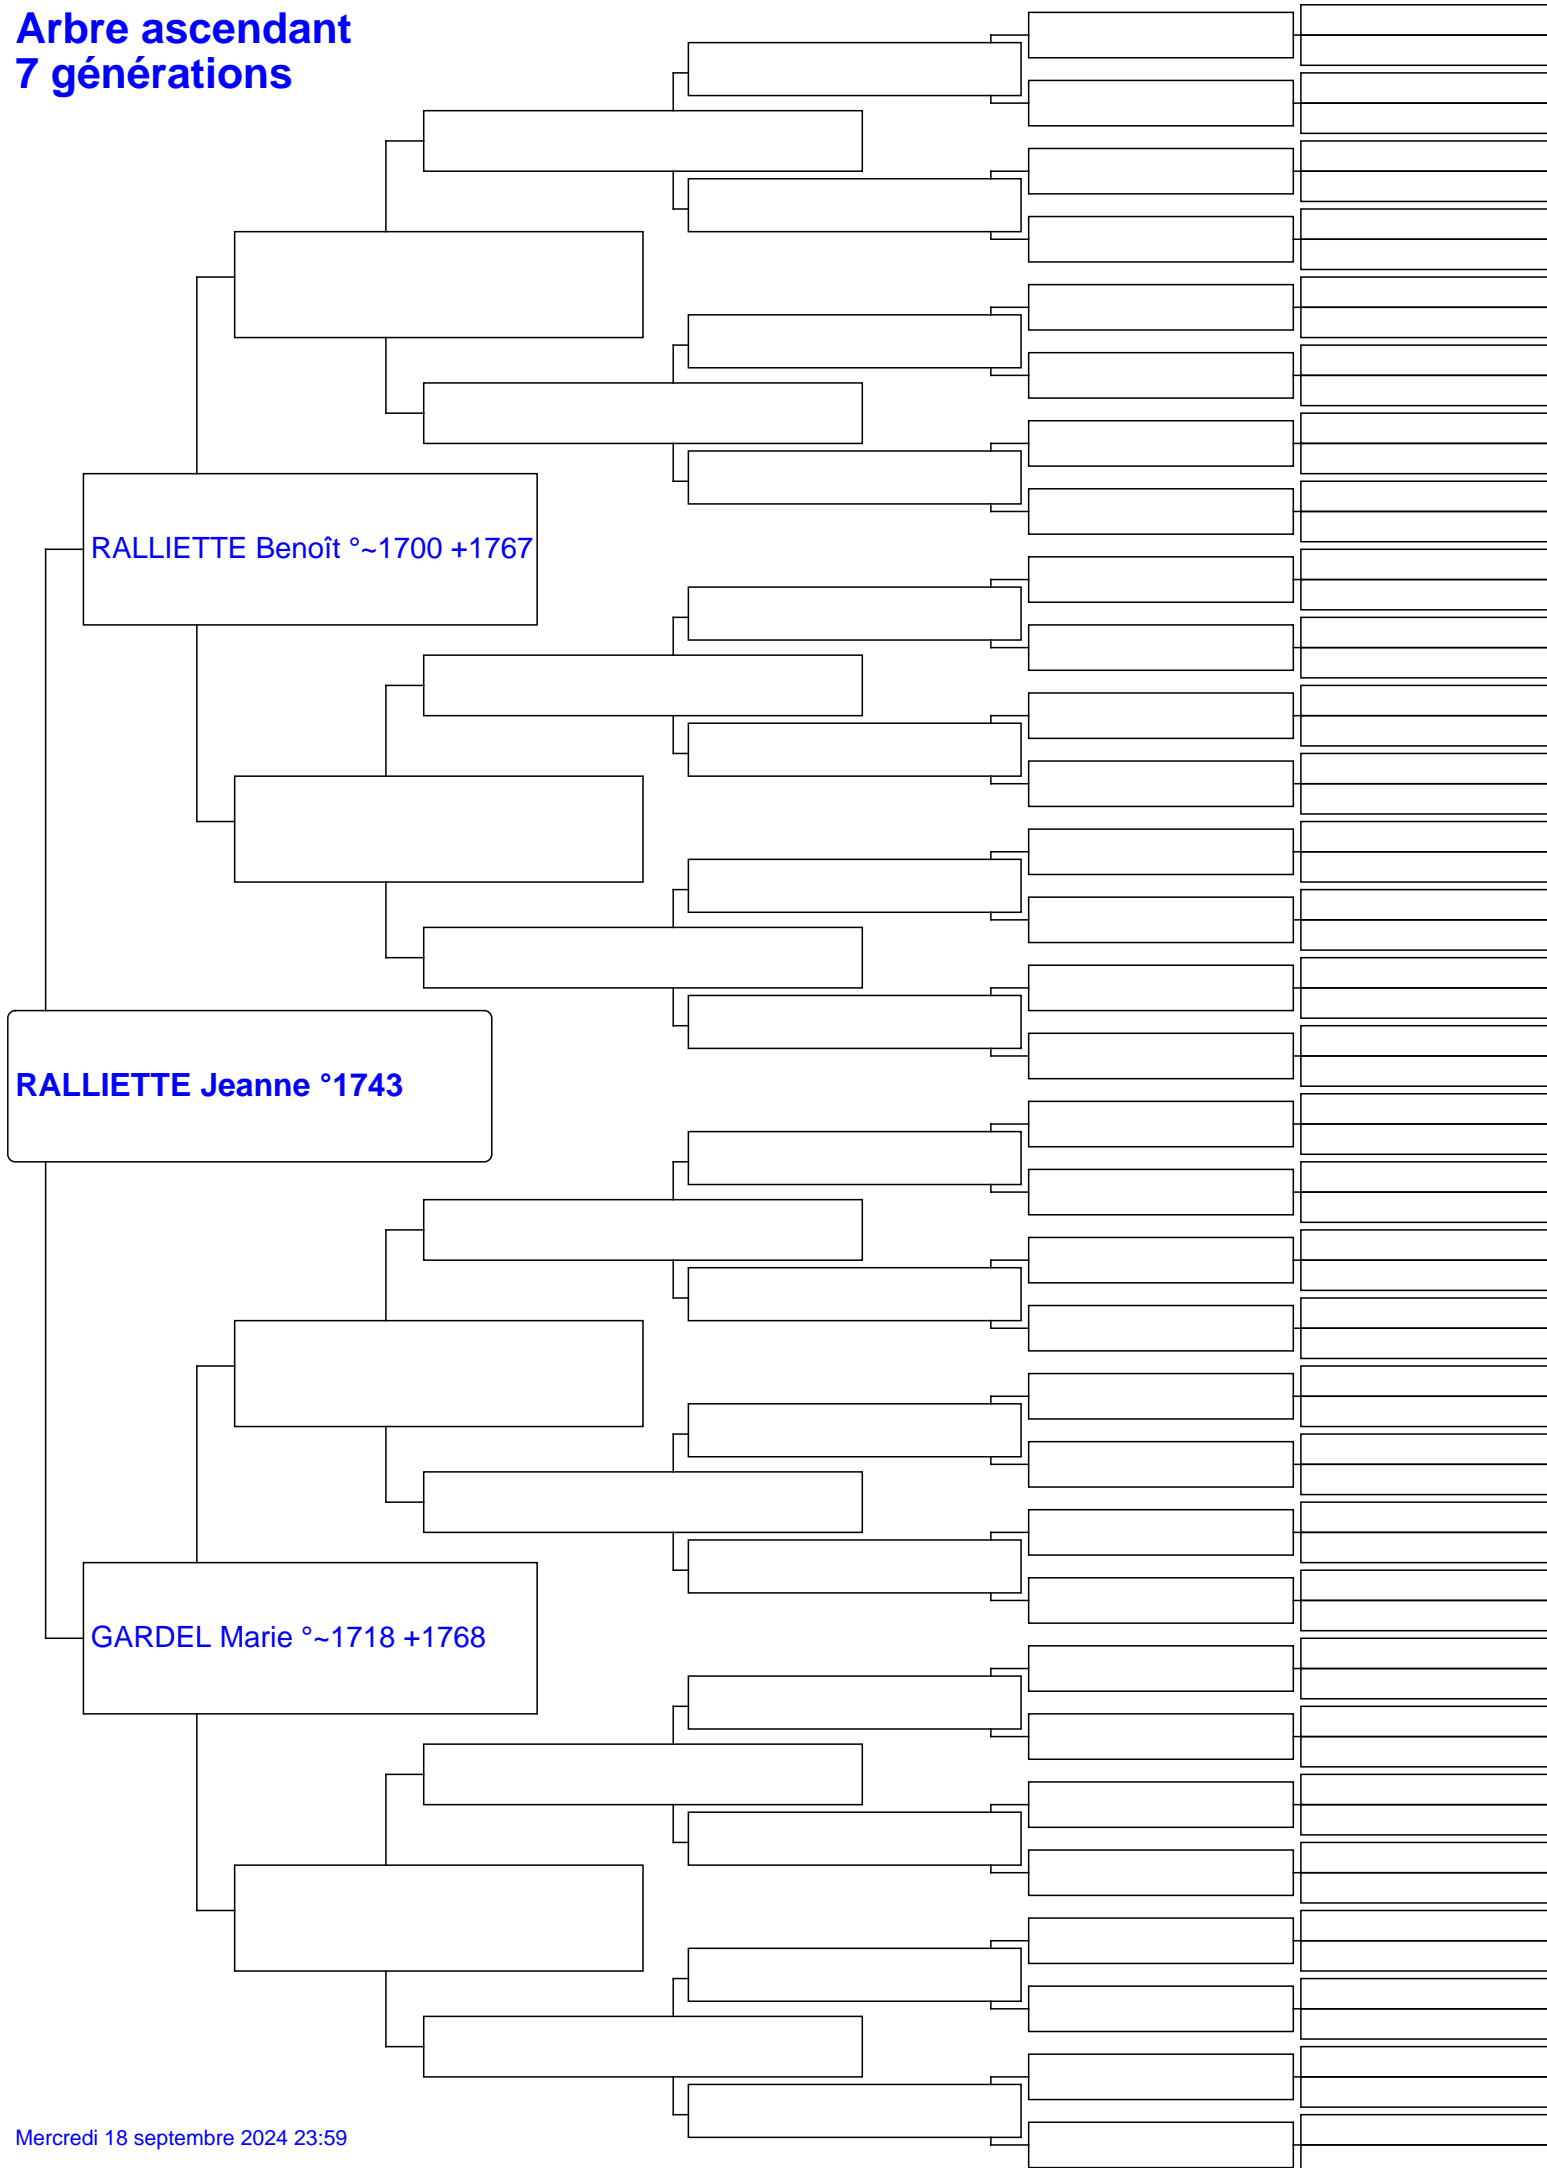 Arbre ascendant
7 générations
RALLIETTE Benoît °~1700 +1767
RALLIETTE Jeanne °1743
GARDEL Marie °~1718 +1768
Mercredi 18 septembre 2024 23:59